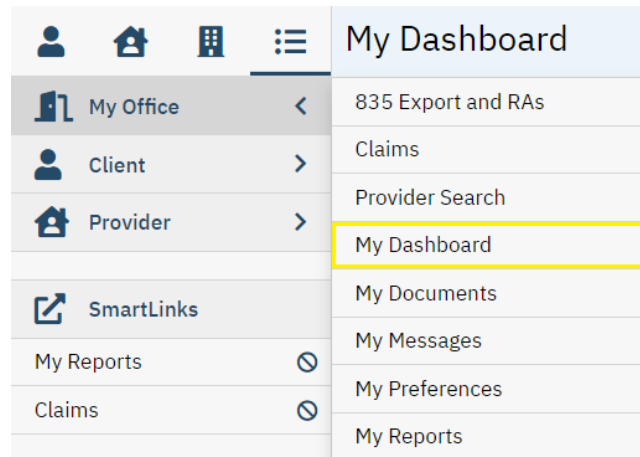 My Office
Client
Provider
SmartLinks
My Reports
Claims
My Dashboard
835 Export and RAs
Claims
Provider Search
My Dashboard
My Documents
My Messages
My Preferences
My Reports